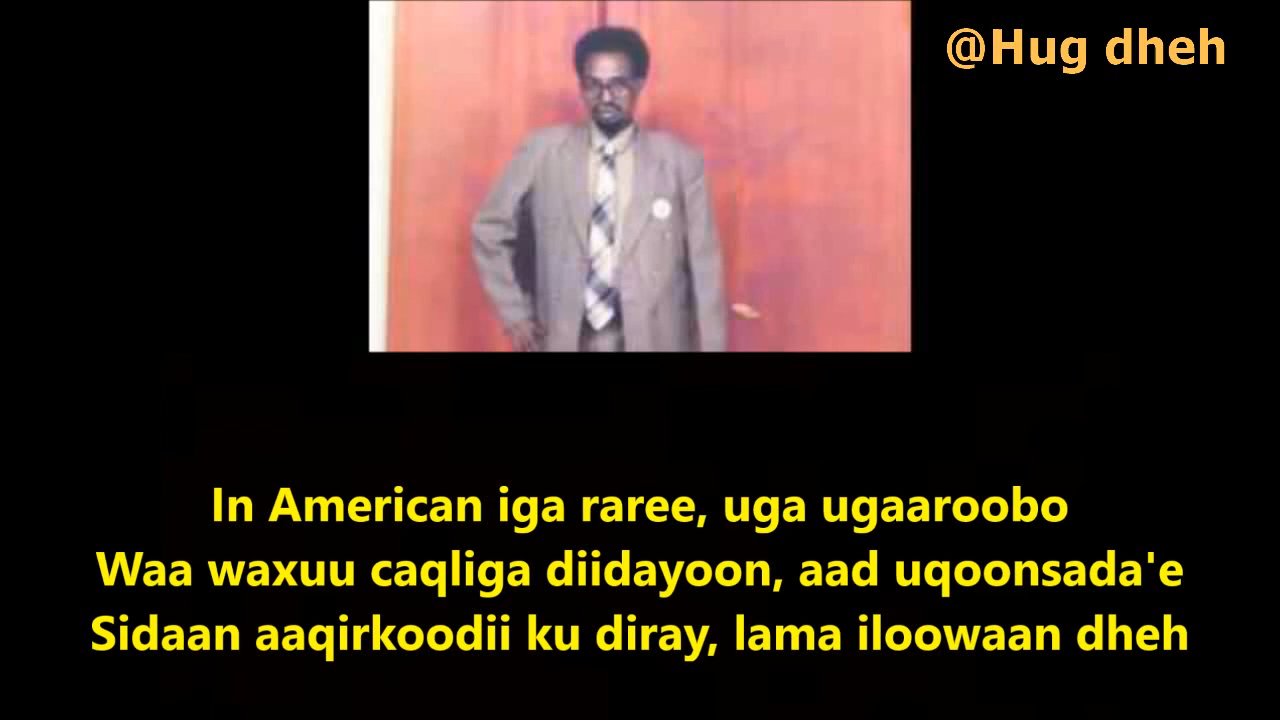 @Hug dheh
In American iga raree, uga ugaaroobo
Waa waxuu caqliga diidayoon, aad uqoonsada'e
Sidaan aaqirkoodii ku diray, lama iloowaan dheh